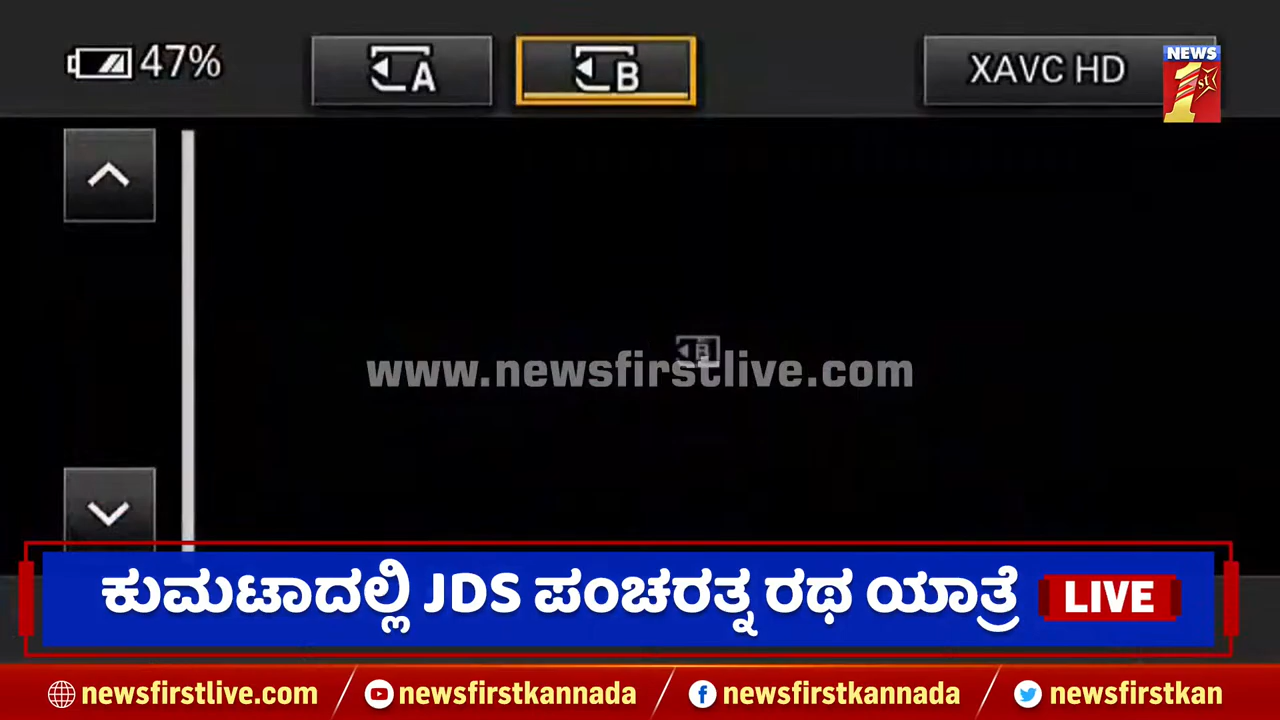 47%
A
B
XAVC HD
NEWS
1st
B
www.newsfirstlive.com
ಕುಮಟಾದಲ್ಲಿ JDS ಪಂಚರತ್ನ ರಥ ಯಾತ್ರೆ LIVE
newsfirstlive.com newsfirstkannada newsfirstkannada newsfirstkan